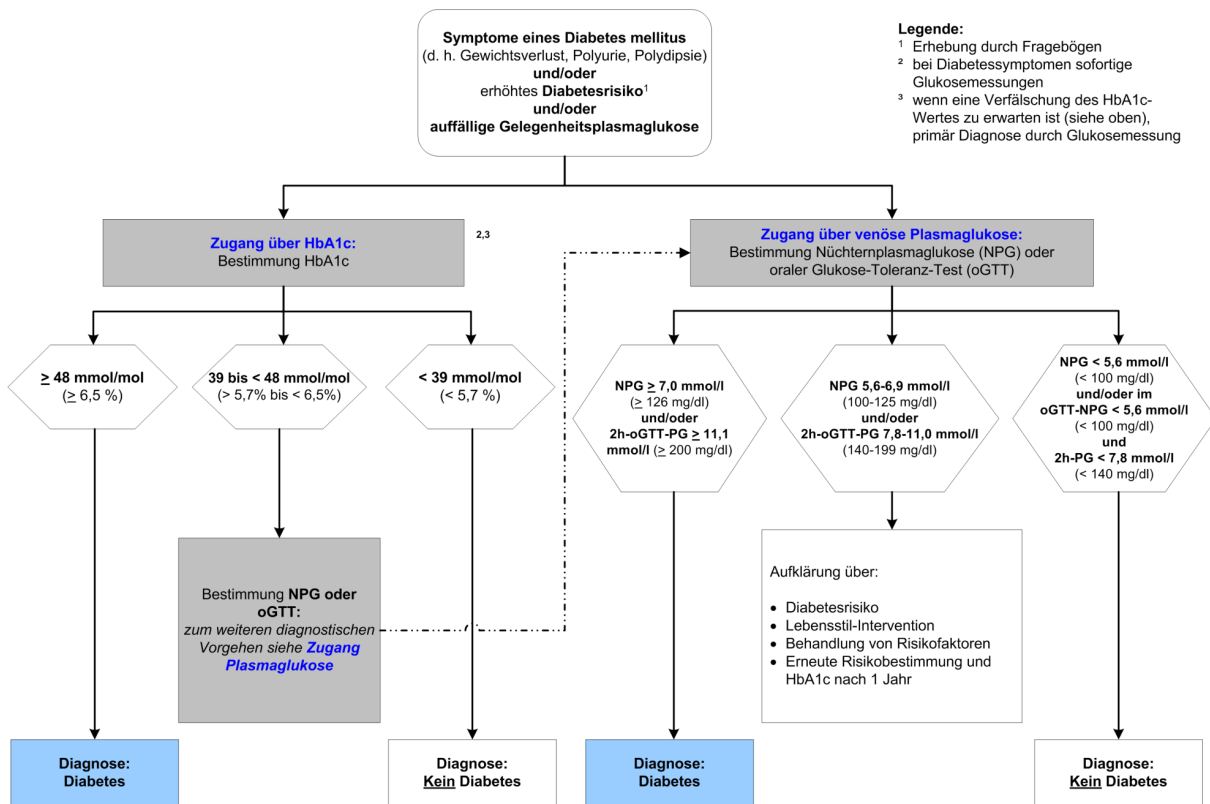 Symptome eines Diabetes mellitus
(d. h. Gewichtsverlust, Polyurie, Polydipsie)
und/oder
erhöhtes Diabetesrisiko¹
und/oder
auffällige Gelegenheitsplasmaglukose
Legende:
¹ Erhebung durch Fragebögen
² bei Diabetessymptomen sofortige
Glukosemessungen
³ wenn eine Verfälschung des HbA1c-
Wertes zu erwarten ist (siehe oben),
primär Diagnose durch Glukosemessung
Zugang über HbA1c:
Bestimmung HbA1c
2,3
Zugang über venöse Plasmaglukose:
Bestimmung Nüchternplasmaglukose (NPG) oder
oraler Glukose-Toleranz-Test (oGTT)
≥ 48 mmol/mol
(≥ 6,5 %)
39 bis < 48 mmol/mol
(> 5,7% bis < 6,5%)
< 39 mmol/mol
(< 5,7 %)
NPG ≥ 7,0 mmol/l
(≥ 126 mg/dl)
und/oder
2h-oGTT-PG ≥ 11,1
mmol/l (≥ 200 mg/dl)
NPG 5,6-6,9 mmol/l
(100-125 mg/dl)
und/oder
2h-oGTT-PG 7,8-11,0 mmol/l
(140-199 mg/dl)
NPG < 5,6 mmol/l
(< 100 mg/dl)
und/oder im
oGTT-NPG < 5,6 mmol/l
(< 100 mg/dl)
und
2h-PG < 7,8 mmol/l
(< 140 mg/dl)
Bestimmung NPG oder
oGTT:
zum weiteren diagnostischen
Vorgehen siehe Zugang
Plasmaglukose
Aufklärung über:
• Diabetesrisiko
• Lebensstil-Intervention
• Behandlung von Risikofaktoren
• Erneute Risikobestimmung und
HbA1c nach 1 Jahr
Diagnose:
Diabetes
Diagnose:
Kein Diabetes
Diagnose:
Diabetes
Diagnose:
Kein Diabetes